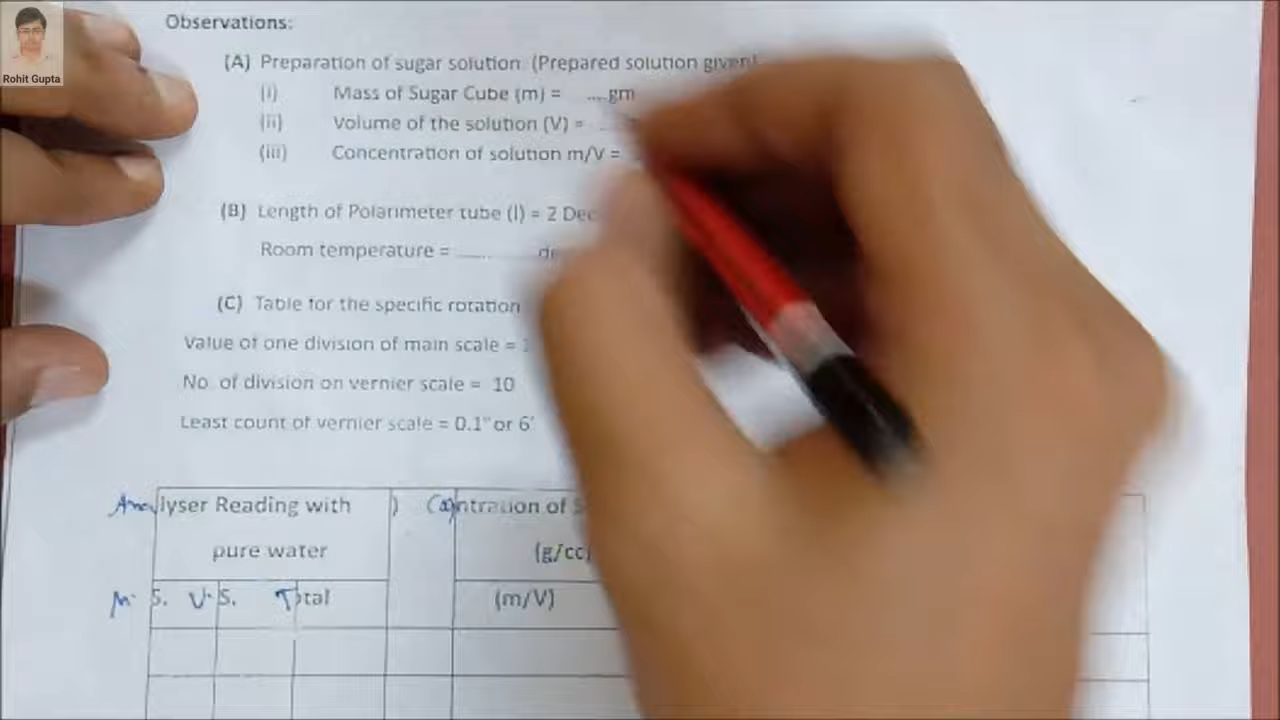 Rohit Gupta
Observations:
(A) Preparation of sugar solution (Prepared solution given)
(i) Mass of Sugar Cube (m) = ....gm
(ii) Volume of the solution (V) =
(iii) Concentration of solution m/V =
(B) Length of Polarimeter tube (l) = 2 Dec
Room temperature = ......
(C) Table for the specific rotation
Value of one division of main scale =
No. of division on vernier scale = 10
Least count of vernier scale = 0.1° or 6'
Analyser Reading with
pure water
(g/cc)
M. S. V. S. Total (m/V)